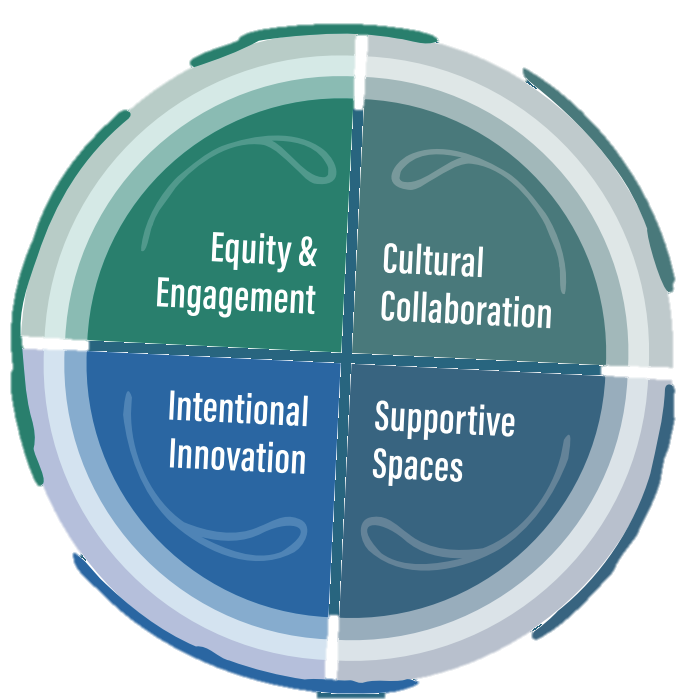 Equity &
Engagement
Cultural
Collaboration
Intentional
Innovation
Supportive
Spaces